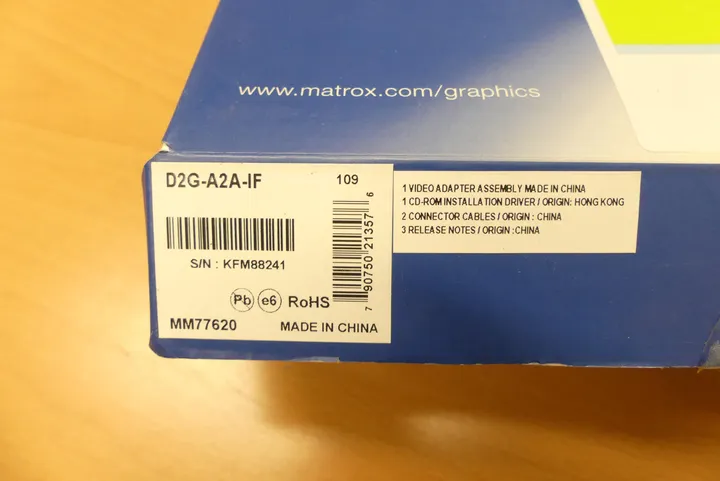 www.matrox.com/graphics
D2G-A2A-IF
109
S/N : KFM88241
7 90750 21357 6
Pb e6 RoHS
MM77620 MADE IN CHINA
1 VIDEO ADAPTER ASSEMBLY MADE IN CHINA
1 CD-ROM INSTALLATION DRIVER / ORIGIN: HONG KONG
2 CONNECTOR CABLES / ORIGIN : CHINA
3 RELEASE NOTES / ORIGIN :CHINA